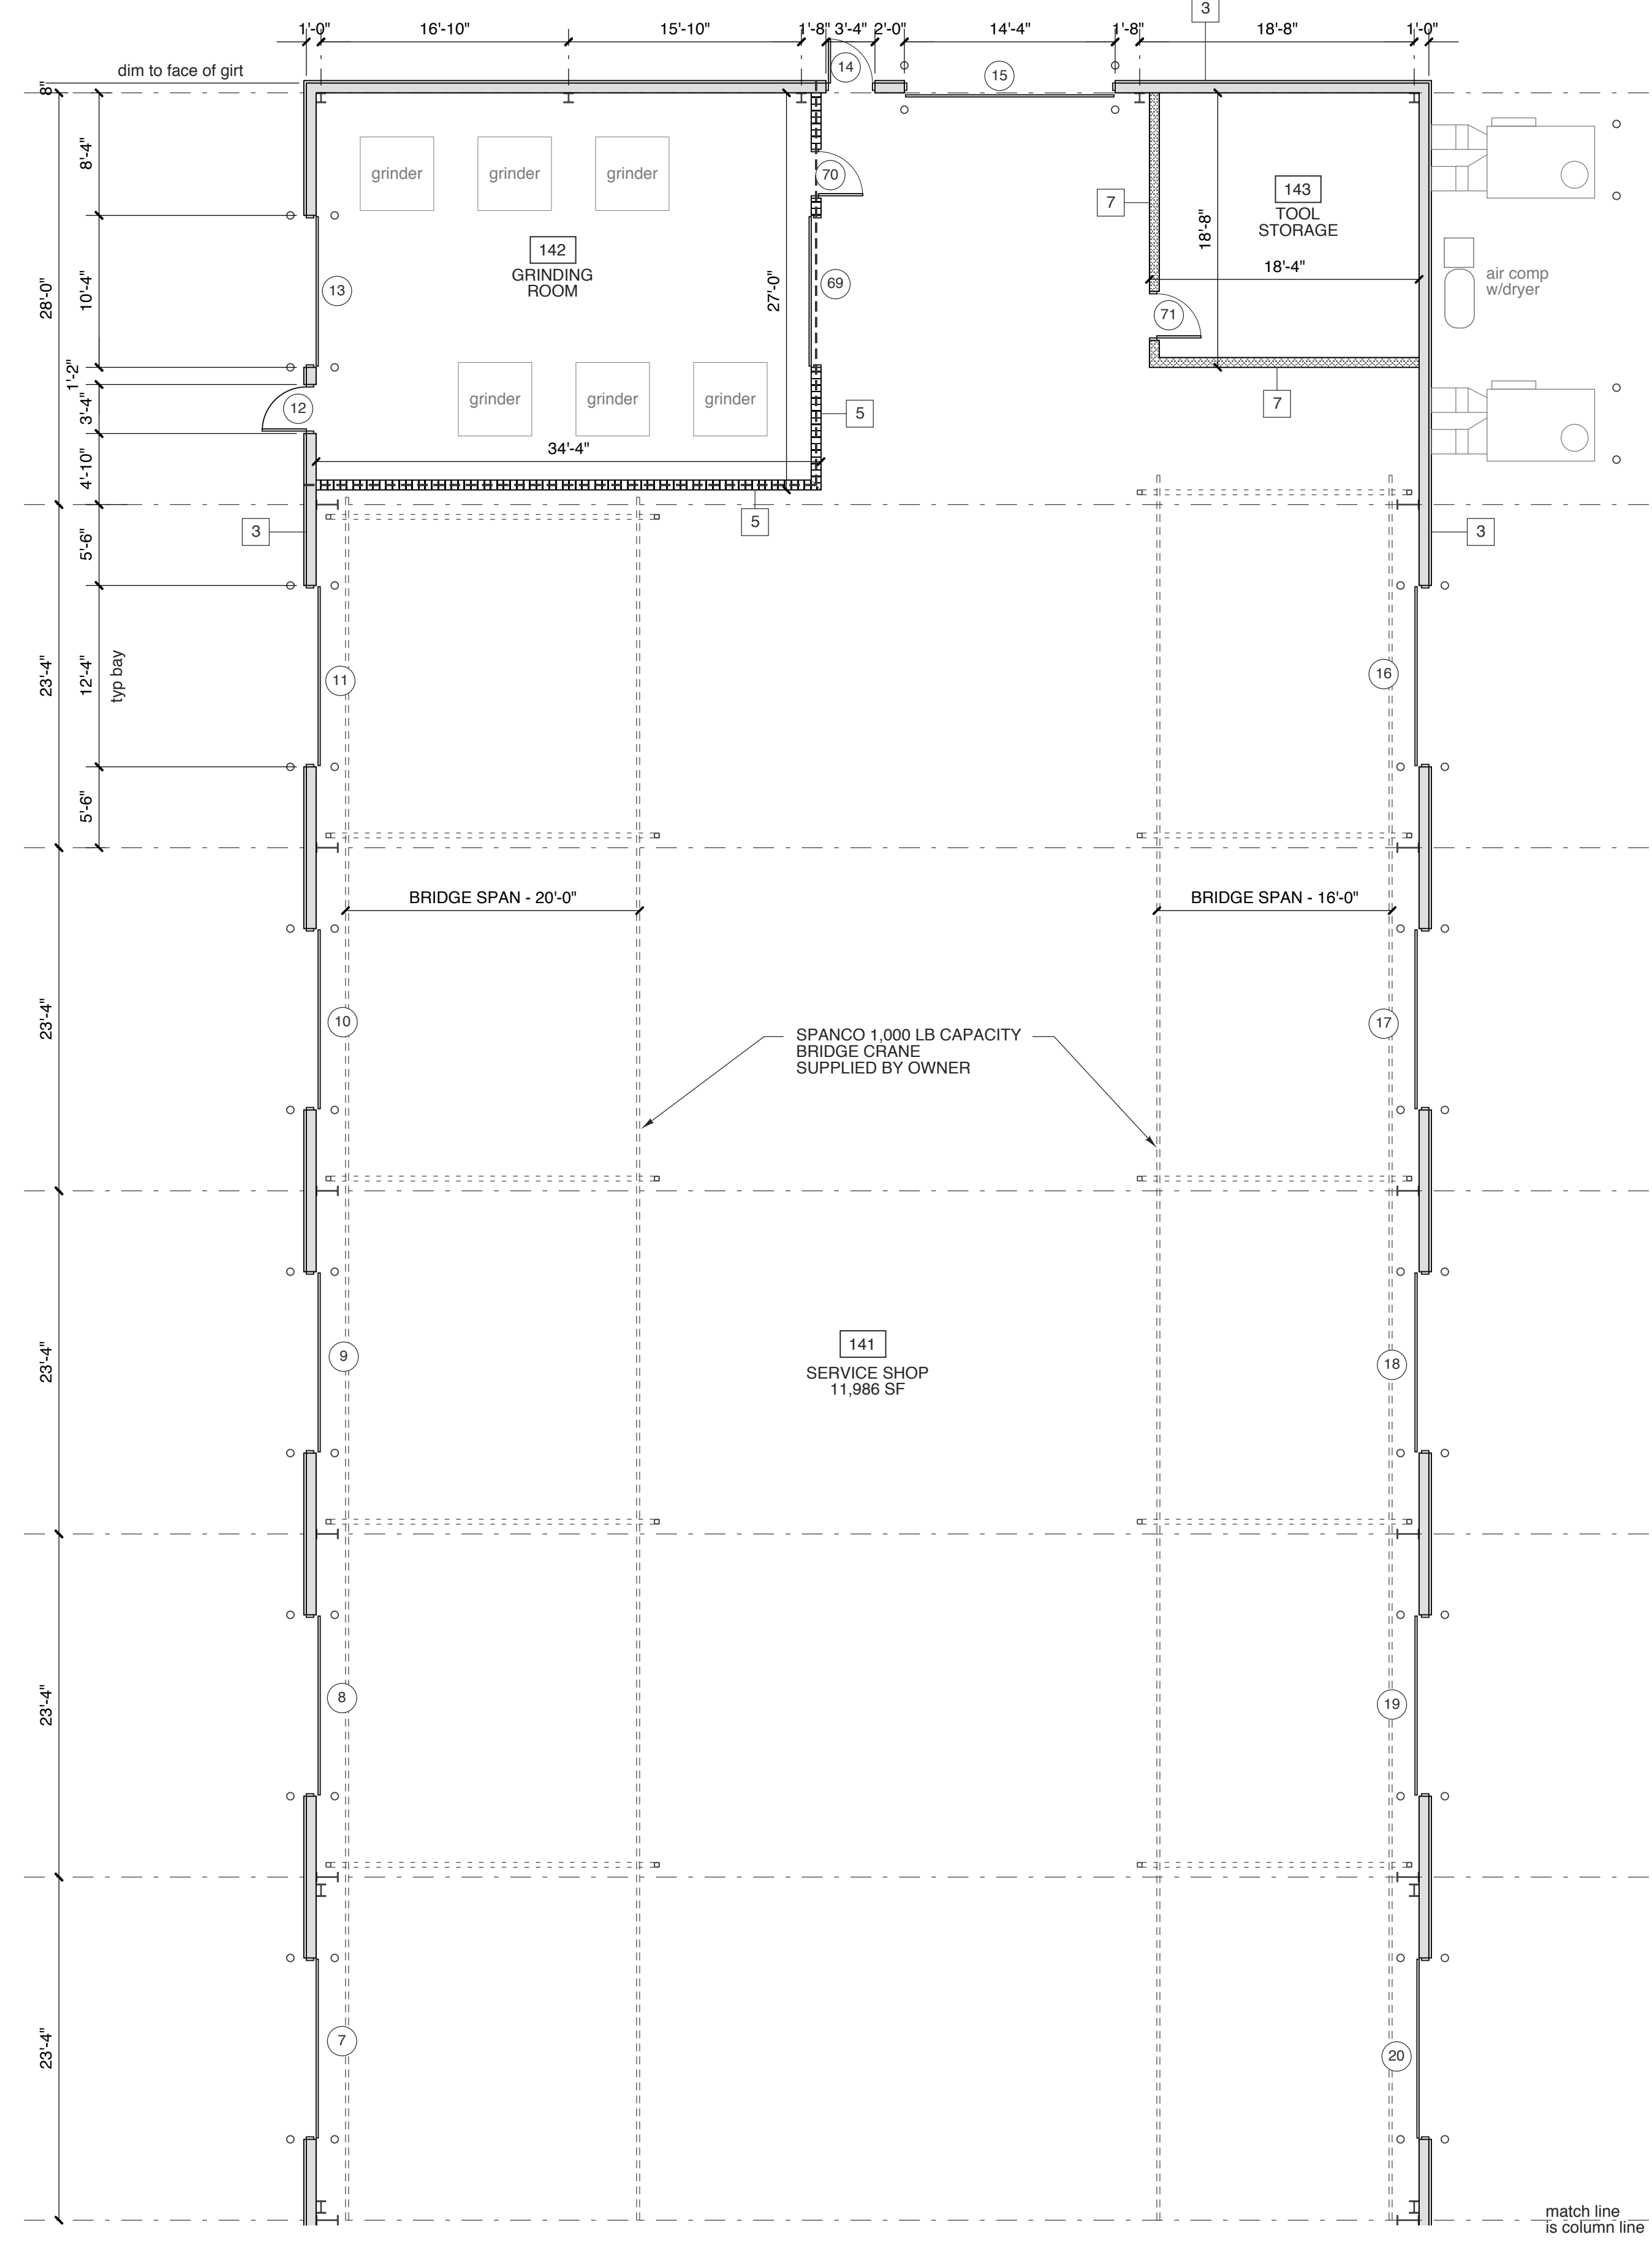 3
1'-0"
16'-10"
15'-10"
1'-8"
3'-4"
2'-0"
14'-4"
1'-8"
18'-8"
1'-0"
dim to face of girt
14
15
8"
8'-4"
grinder
grinder
grinder
70
7
143
TOOL
STORAGE
18'-8"
18'-4"
142
GRINDING
ROOM
28'-0"
10'-4"
13
27'-0"
69
71
air comp
w/dryer
1'-2"
3'-4"
12
grinder
grinder
grinder
5
7
4'-10"
34'-4"
3
5
3
5'-6"
23'-4"
12'-4"
typ bay
11
16
5'-6"
BRIDGE SPAN - 20'-0"
BRIDGE SPAN - 16'-0"
23'-4"
10
17
SPANCO 1,000 LB CAPACITY
BRIDGE CRANE
SUPPLIED BY OWNER
23'-4"
9
141
SERVICE SHOP
11,986 SF
18
23'-4"
8
19
23'-4"
7
20
match line
is column line